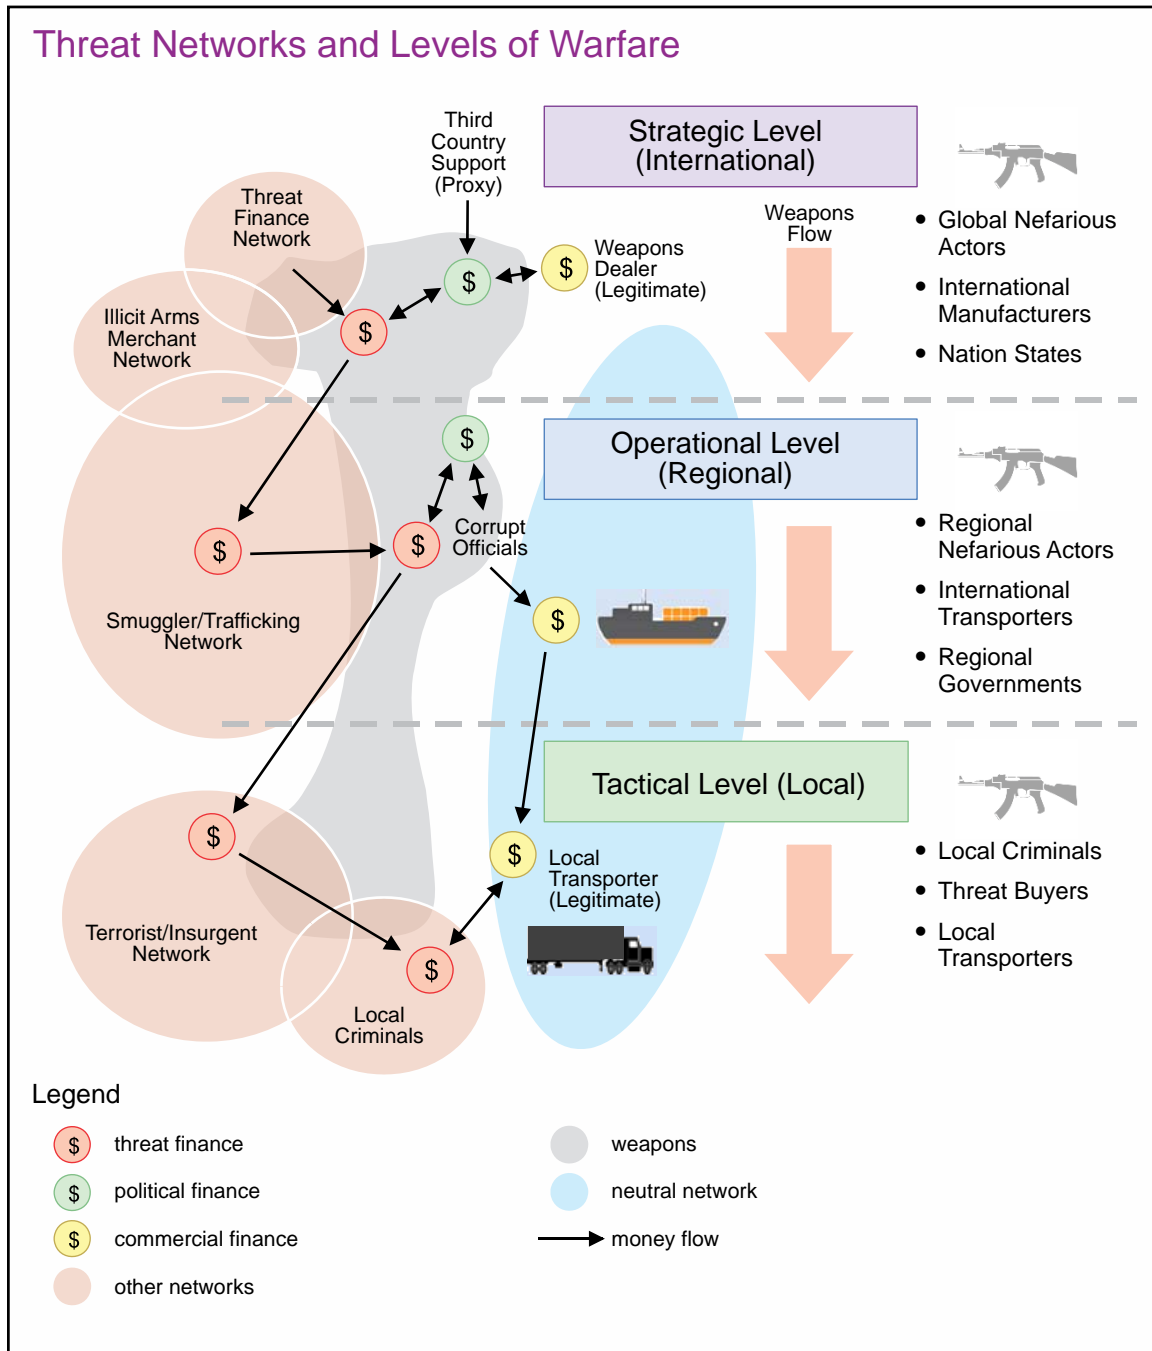 Threat Networks and Levels of Warfare
Third
Country
Support
(Proxy)
Strategic Level
(International)
Threat
Finance
Network
Weapons
Dealer
(Legitimate)
Weapons
Flow
• Global Nefarious
Actors
• International
Manufacturers
• Nation States
$
$
$
Illicit Arms
Merchant
Network
$
Operational Level
(Regional)
Corrupt
Officials
$
$
$
Smuggler/Trafficking
Network
• Regional
Nefarious Actors
• International
Transporters
• Regional
Governments
Tactical Level (Local)
$
$
Local
Transporter
(Legitimate)
Terrorist/Insurgent
Network
$
Local
Criminals
• Local Criminals
• Threat Buyers
• Local
Transporters
Legend
$ threat finance
$ political finance
$ commercial finance
other networks
weapons
neutral network
money flow